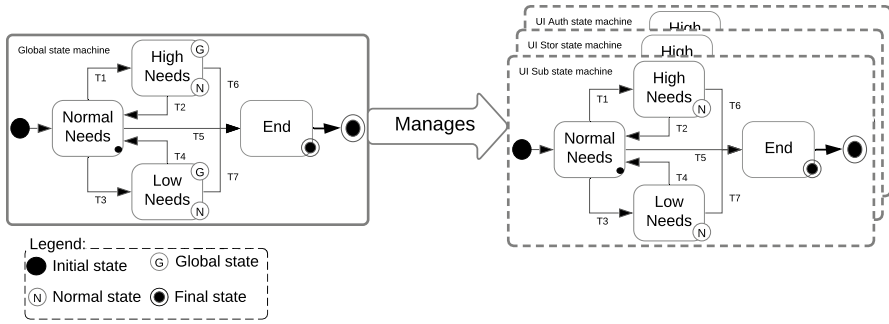 Global state machine
High
Needs
G
N
T1
T2
T6
Normal
Needs
T5
End
T4
T3
Low
Needs
G
N
T7
Manages
UI Auth state machine
High
UI Stor state machine
High
UI Sub state machine
High
Needs
N
T1
T2
T6
Normal
Needs
T5
End
T4
T3
Low
Needs
N
T7
Legend:
Initial state
G Global state
N Normal state
Final state